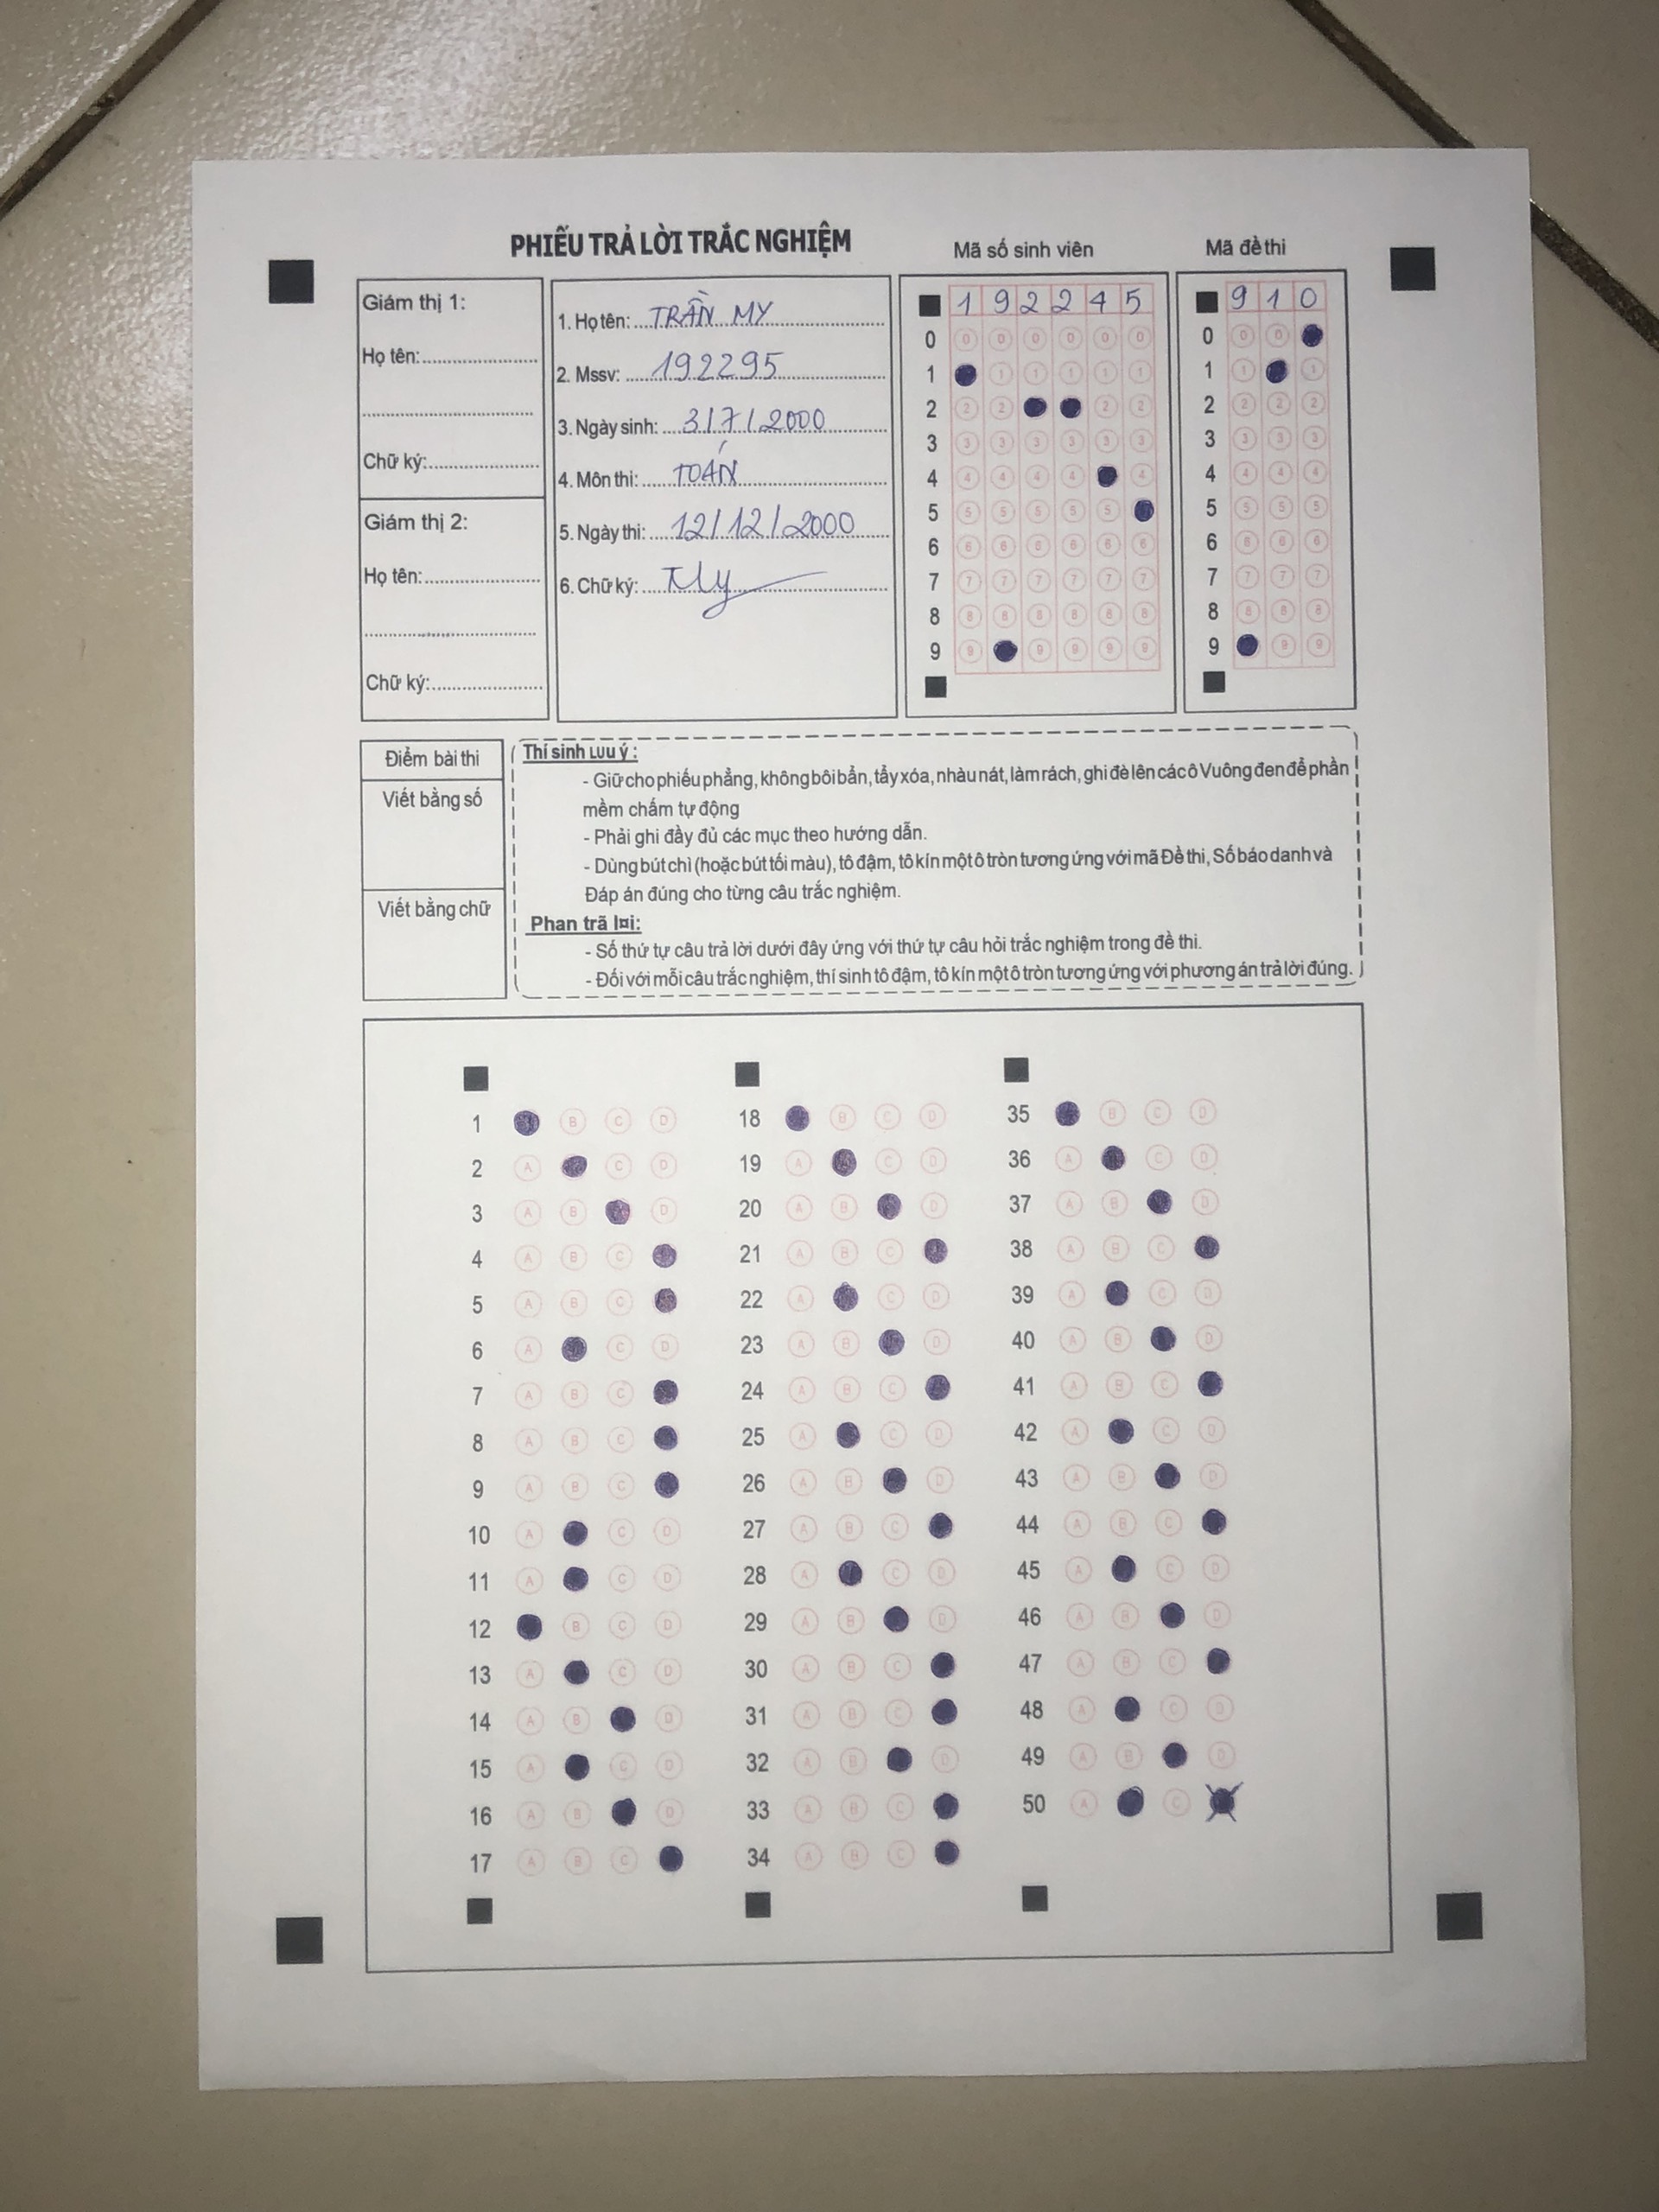 PHIẾU TRẢ LỜI TRẮC NGHIỆM
Giám thị 1:
Họ tên:
Chữ ký:
Giám thị 2:
Họ tên:
Chữ ký:
1. Họ tên: TRẦN MY
2. Mssv: 192295
3. Ngày sinh: 3/7/2000
4. Môn thi: TOÁN
5. Ngày thi: 12/12/2000
6. Chữ ký: My
Mã số sinh viên
1 9 2 2 4 5
0 0 0 0 0 0 0
1 1 1 1 1 1
2 2 2 2 2
3 3 3 3 3 3 3
4 4 4 4 4 4
5 5 5 5 5 5
6 6 6 6 6 6 6
7 7 7 7 7 7 7
8 8 8 8 8 8 8
9 9 9 9 9 9
Mã đề thi
9 1 0
0 0 0
1 1 1
2 2 2 2
3 3 3 3
4 4 4 4
5 5 5 5
6 6 6 6
7 7 7 7
8 8 8 8
9 9 9
Điểm bài thi
Viết bằng số
Viết bằng chữ
Thí sinh Lưu ý :
- Giữ cho phiếu phẳng, không bôi bẩn, tẩy xóa, nhàu nát, làm rách, ghi đè lên các ô Vuông đen để phần
mềm chấm tự động
- Phải ghi đầy đủ các mục theo hướng dẫn.
- Dùng bút chì (hoặc bút tối màu), tô đậm, tô kín một ô tròn tương ứng với mã Đề thi, Số báo danh và
Đáp án đúng cho từng câu trắc nghiệm.
Phan trã l¤i:
- Số thứ tự câu trả lời dưới đây ứng với thứ tự câu hỏi trắc nghiệm trong đề thi.
- Đối với mỗi câu trắc nghiệm, thí sinh tô đậm, tô kín một ô tròn tương ứng với phương án trả lời đúng.
1 B C D
2 A C D
3 A B D
4 A B C
5 A B C
6 A C D
7 A B C
8 A B C
9 A B C
10 A C D
11 A C D
12 B C D
13 A C D
14 A B D
15 A C D
16 A B D
17 A B C
18 B C D
19 A C D
20 A B D
21 A B C
22 A C D
23 A B D
24 A B C
25 A C D
26 A B D
27 A B C
28 A C D
29 A B D
30 A B C
31 A B C
32 A B D
33 A B C
34 A B C
35 B C D
36 A C D
37 A B D
38 A B C
39 A C D
40 A B D
41 A B C
42 A C D
43 A B D
44 A B C
45 A C D
46 A B D
47 A B C
48 A C D
49 A B D
50 A C